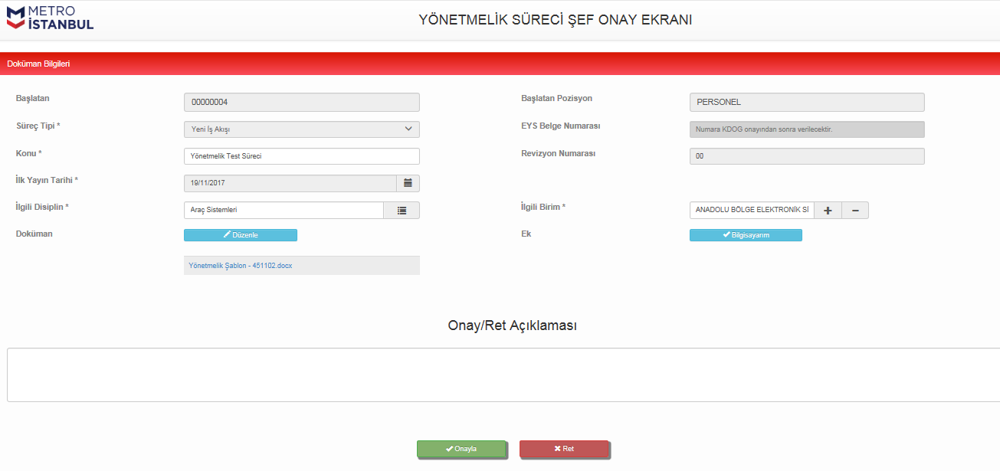 METRO
İSTANBUL
YÖNETMELİK SÜRECİ ŞEF ONAY EKRANI
Doküman Bilgileri
Başlatan
00000004
Başlatan Pozisyon
PERSONEL
Süreç Tipi *
Yeni İş Akışı
EYS Belge Numarası
Numara KDOG onayından sonra verilecektir.
Konu *
Yönetmelik Test Süreci
Revizyon Numarası
00
İlk Yayın Tarihi *
19/11/2017
İlgili Disiplin *
Araç Sistemleri
İlgili Birim *
ANADOLU BÖLGE ELEKTRONİK Sİ
Doküman
Düzenle
Ek
Bilgisayarım
Yönetmelik Şablon - 451102.docx
Onay/Ret Açıklaması
Onayla
Ret